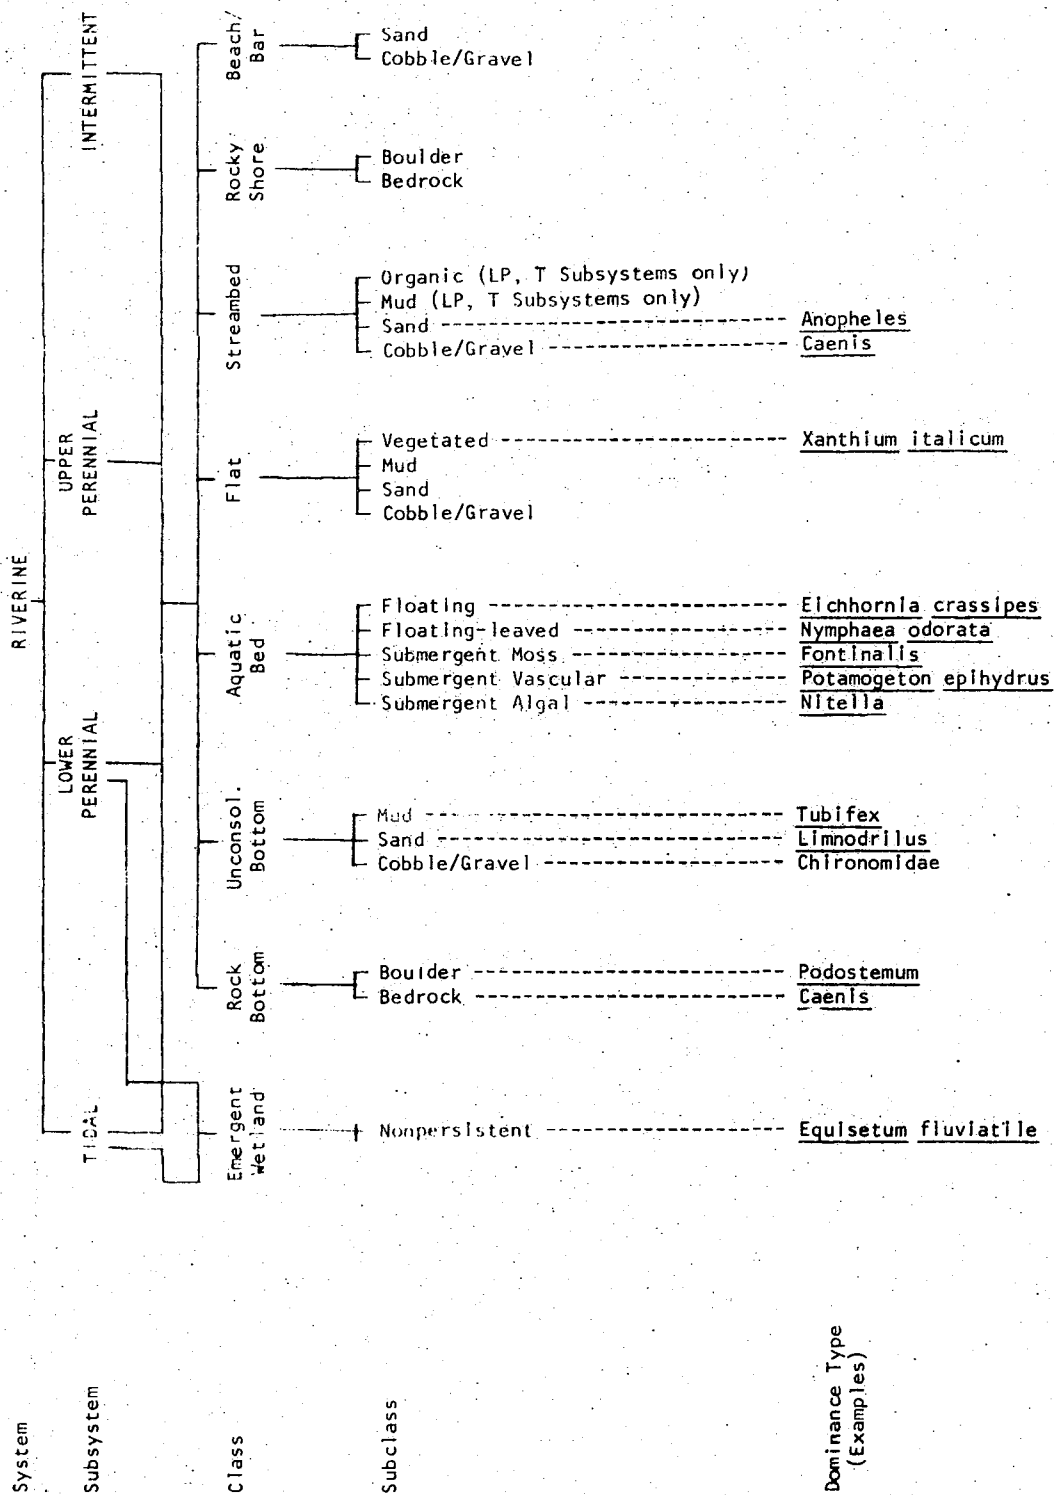 System
RIVERINE
Subsystem
TIDAL
LOWER
PERENNIAL
UPPER
PERENNIAL
INTERMITTENT
Class
Emergent
Wetland
Rock
Bottom
Unconsol.
Bottom
Aquatic
Bed
Flat
Streambed
Rocky
Shore
Beach/
Bar
Subclass
Sand
Cobble/Gravel
Boulder
Bedrock
Organic (LP, T Subsystems only)
Mud (LP, T Subsystems only)
Sand
Cobble/Gravel
Vegetated
Mud
Sand
Cobble/Gravel
Floating
Floating-leaved
Submergent Moss
Submergent Vascular
Submergent Algal
Mud
Sand
Cobble/Gravel
Boulder
Bedrock
Nonpersistent
Dominance Type
(Examples)
Anopheles
Caenis
Xanthium italicum
Eichhornia crassipes
Nymphaea odorata
Fontinalis
Potamogeton epihydrus
Nitella
Tubifex
Limnodrilus
Chironomidae
Podostemum
Caenis
Equisetum fluviatile